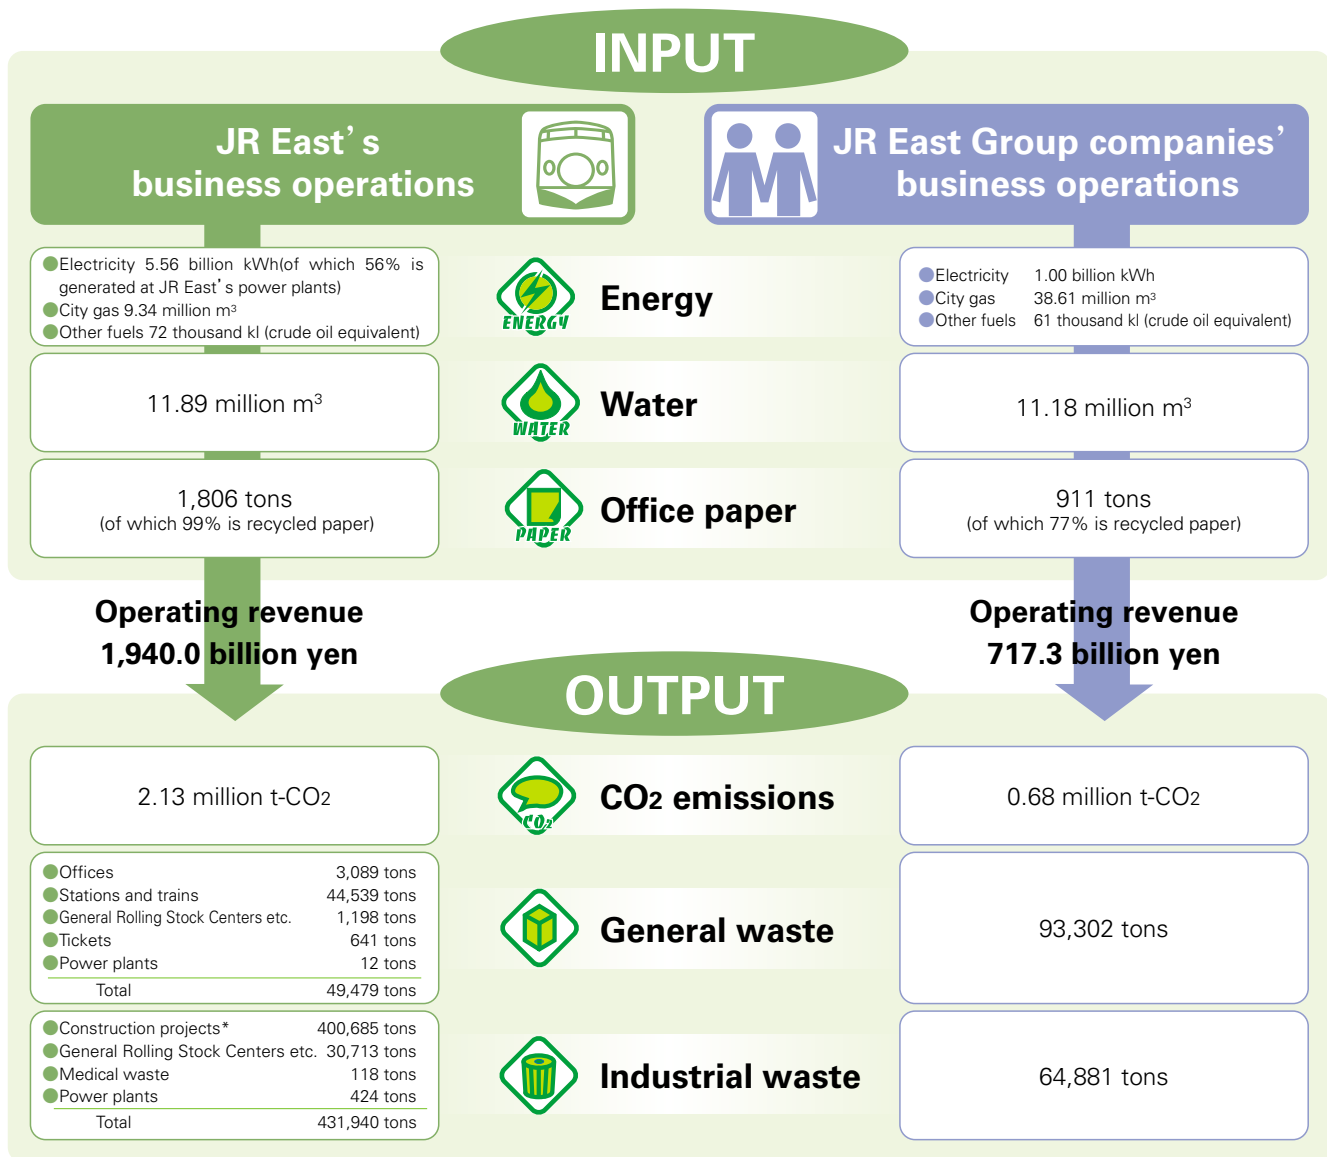 INPUT
JR East's
business operations
JR East Group companies'
business operations
●Electricity 5.56 billion kWh(of which 56% is
generated at JR East's power plants)
●City gas 9.34 million m³
●Other fuels 72 thousand kl (crude oil equivalent)
ENERGY
Energy
●Electricity 1.00 billion kWh
●City gas 38.61 million m³
●Other fuels 61 thousand kl (crude oil equivalent)
11.89 million m³
WATER
Water
11.18 million m³
1,806 tons
(of which 99% is recycled paper)
PAPER
Office paper
911 tons
(of which 77% is recycled paper)
Operating revenue
1,940.0 billion yen
Operating revenue
717.3 billion yen
OUTPUT
2.13 million t-CO2
CO2
CO2 emissions
0.68 million t-CO2
●Offices 3,089 tons
●Stations and trains 44,539 tons
●General Rolling Stock Centers etc. 1,198 tons
●Tickets 641 tons
●Power plants 12 tons
Total 49,479 tons
General waste
93,302 tons
●Construction projects* 400,685 tons
●General Rolling Stock Centers etc. 30,713 tons
●Medical waste 118 tons
●Power plants 424 tons
Total 431,940 tons
Industrial waste
64,881 tons